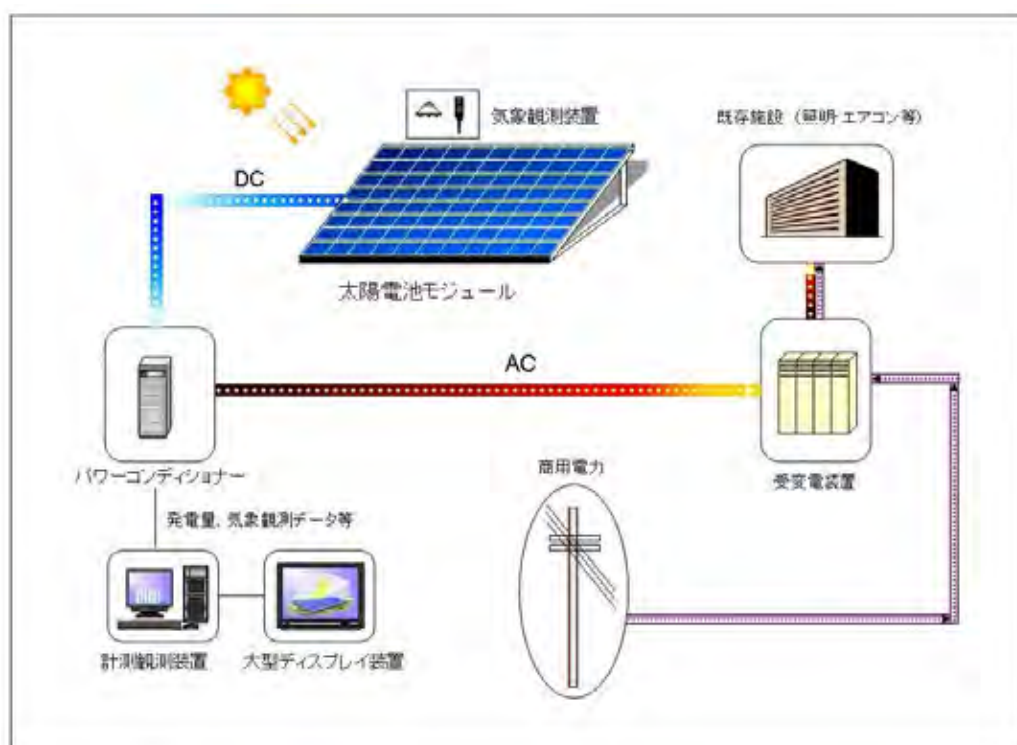 気象観測装置
既存施設（照明・エアコン等）
DC
太陽電池モジュール
AC
パワーコンディショナー
商用電力
受変電装置
発電量、気象観測データ等
計測観測装置
大型ディスプレイ装置